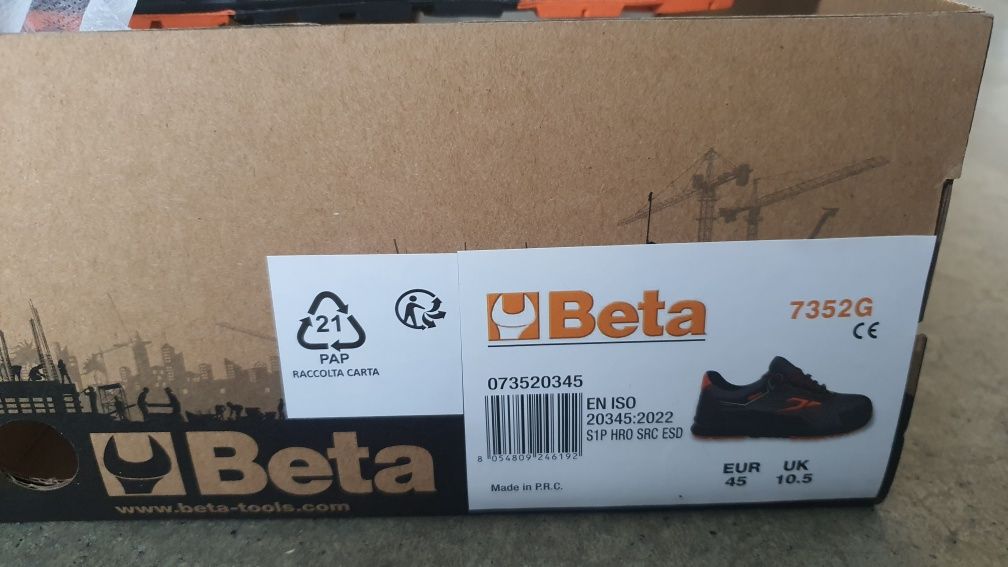 21
PAP
RACCOLTA CARTA
Beta
7352G
CE
073520345
EN ISO
20345:2022
S1P HRO SRC ESD
8 054809 246192
EUR UK
45 10.5
Made in P.R.C.
Beta
www.beta-tools.com